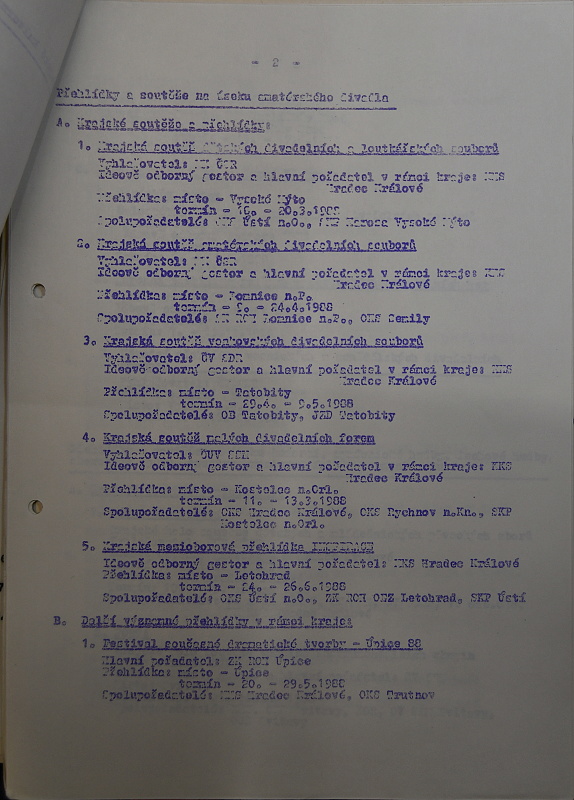 - 2 -
Přehlídky a soutěže na úseku amatérského divadla
A. Krajské soutěže a přehlídky:
1. Krajská soutěž dětských divadelních a loutkářských souborů
Vyhlašovatel: MK ČSR
Ideově odborný gestor a hlavní pořadatel v rámci kraje: KKS
Hradec Králové
Přehlídka: místo - Vysoké Mýto
termín - 18. - 20.3.1988
Spolupořadatelé: OKS Ústí n.O., Karosa Vysoké Mýto
2. Krajská soutěž amatérských divadelních souborů
Vyhlašovatel: MK ČSR
Ideově odborný gestor a hlavní pořadatel v rámci kraje: KKS
Hradec Králové
Přehlídka: místo - Lomnice n.P.
termín - 9. - 24.4.1988
Spolupořadatelé: ZK ROH Lomnice n.P., OKS Semily
3. Krajská soutěž venkovských divadelních souborů
Vyhlašovatel: ÚV SDR
Ideově odborný gestor a hlavní pořadatel v rámci kraje: KKS
Hradec Králové
Přehlídka: místo - Tatobity
termín - 29.4. - 9.5.1988
Spolupořadatelé: OB Tatobity, JZD Tatobity
4. Krajská soutěž malých divadelních forem
Vyhlašovatel: ČÚV SSM
Ideově odborný gestor a hlavní pořadatel v rámci kraje: KKS
Hradec Králové
Přehlídka: místo - Kostelec n.Orl.
termín - 11. - 13.2.1988
Spolupořadatelé: OKS Hradec Králové, OKS Rychnov n.Kn., SKP
Kostelec n.Orl.
5. Krajská mezioborová přehlídka INSPIRACE
Ideově odborný gestor a hlavní pořadatel: KKS Hradec Králové
Přehlídka: místo - Letohrad
termín - 24. - 26.6.1988
Spolupořadatelé: OKS Ústí n.O., ZK ROH OEZ Letohrad, SKP Ústí
B. Další významné přehlídky v rámci kraje:
1. Festival současné dramatické tvorby - Úpice 88
Hlavní pořadatel: ZK ROH Úpice
Přehlídka: místo - Úpice
termín - 20. - 29.5.1988
Spolupořadatelé: KKS Hradec Králové, OKS Trutnov